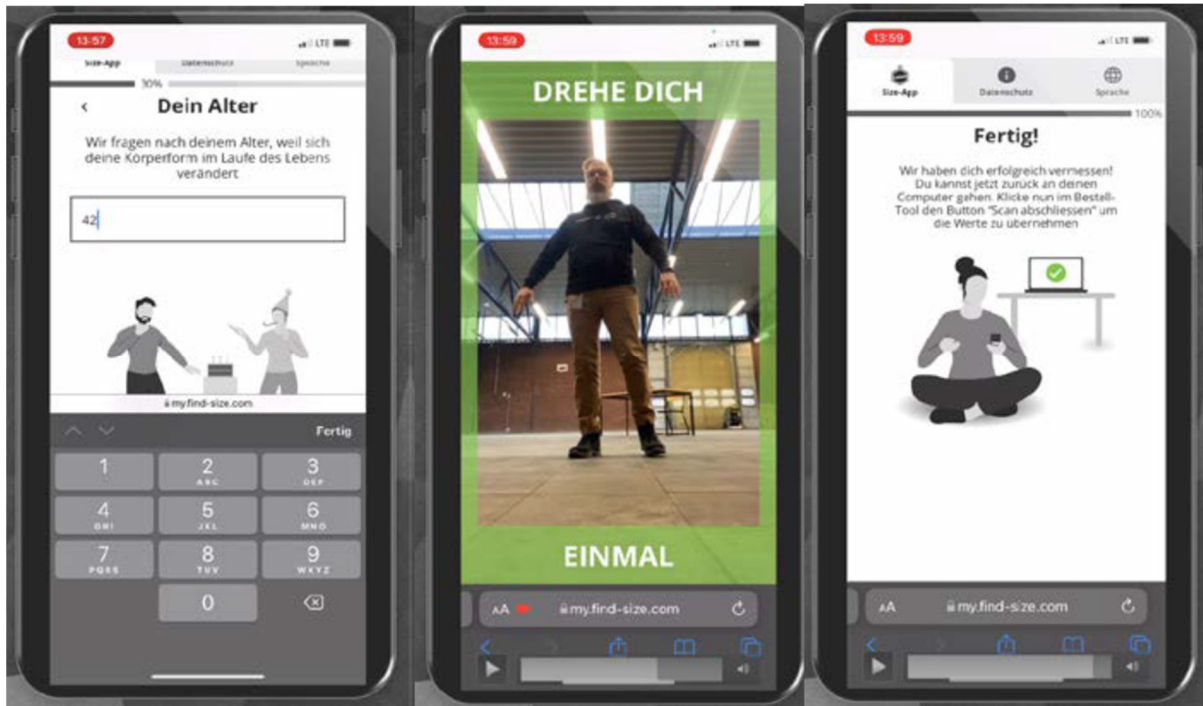 13:57
LTE
Size-App
Datenschutz
Sprache
30%
Dein Alter
Wir fragen nach deinem Alter, weil sich
deine Körperform im Laufe des Lebens
verändert
42
my.find-size.com
Fertig
1
2
ABC
3
DEF
4
GHI
5
JKL
6
MNO
7
PQRS
8
TUV
9
WXYZ
0
13:59
LTE
DREHE DICH
EINMAL
AA
my.find-size.com
13:59
LTE
Size-App
Datenschutz
Sprache
100%
Fertig!
Wir haben dich erfolgreich vermessen!
Du kannst jetzt zurück an deinen
Computer gehen. Klicke nun im Bestell-
Tool den Button "Scan abschliessen" um
die Werte zu übernehmen
AA
my.find-size.com